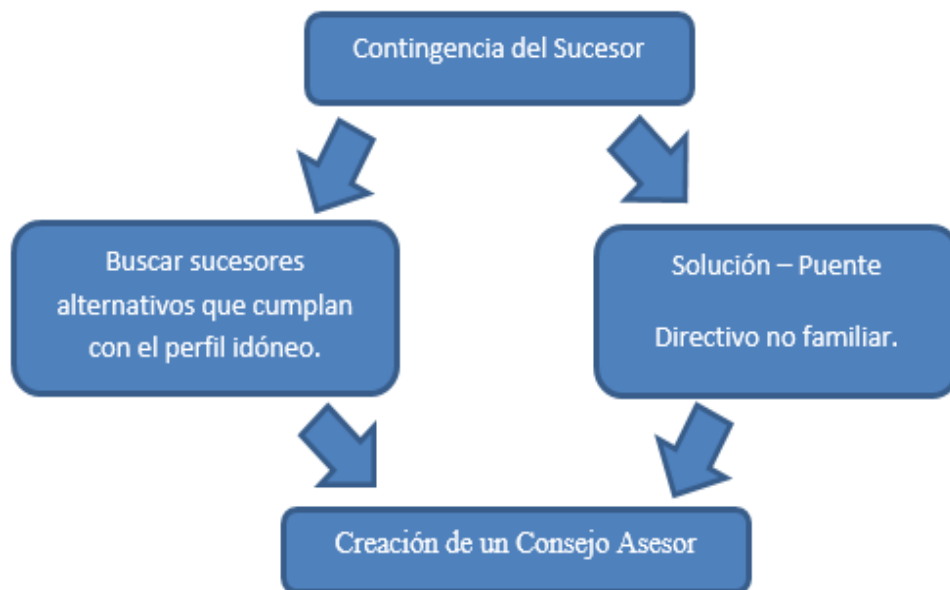 Contingencia del Sucesor
Buscar sucesores
alternativos que cumplan
con el perfil idóneo.
Solución – Puente
Directivo no familiar.
Creación de un Consejo Asesor